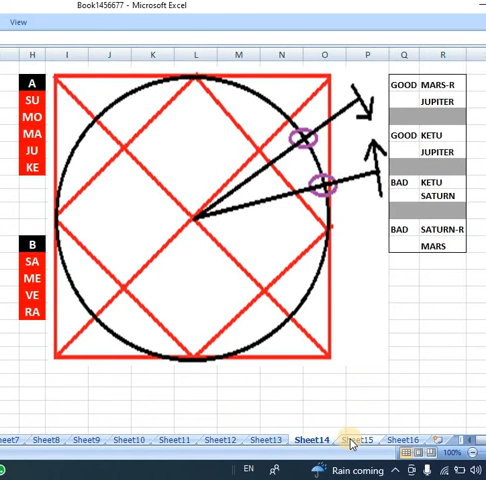 Book1456677 - Microsoft Excel
View
H I J K L M N O P Q R
A
SU
MO
MA
JU
KE
B
SA
ME
VE
RA
GOOD MARS-R
JUPITER
GOOD KETU
JUPITER
BAD KETU
SATURN
BAD SATURN-R
MARS
Sheet8 Sheet9 Sheet10 Sheet11 Sheet12 Sheet13 Sheet14 Sheet15 Sheet16
100%
EN Rain coming